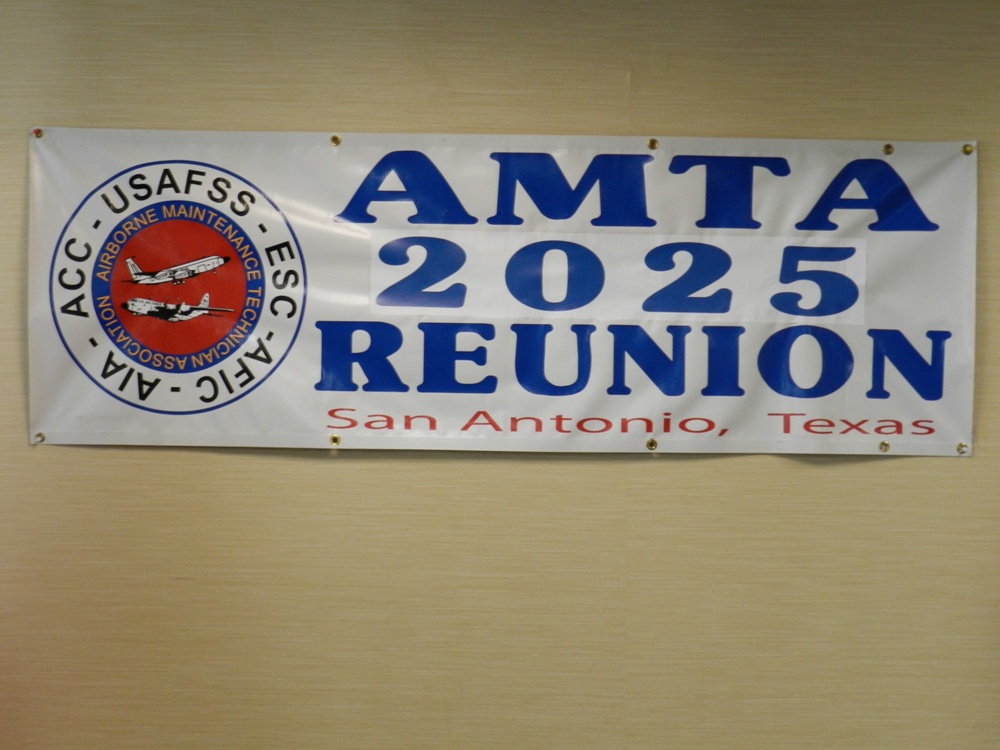 ACC - USAFSS - ESC - AFIC - AIA -
AIRBORNE MAINTENANCE TECHNICIAN ASSOCIATION
AMTA
2025
REUNION
San Antonio, Texas